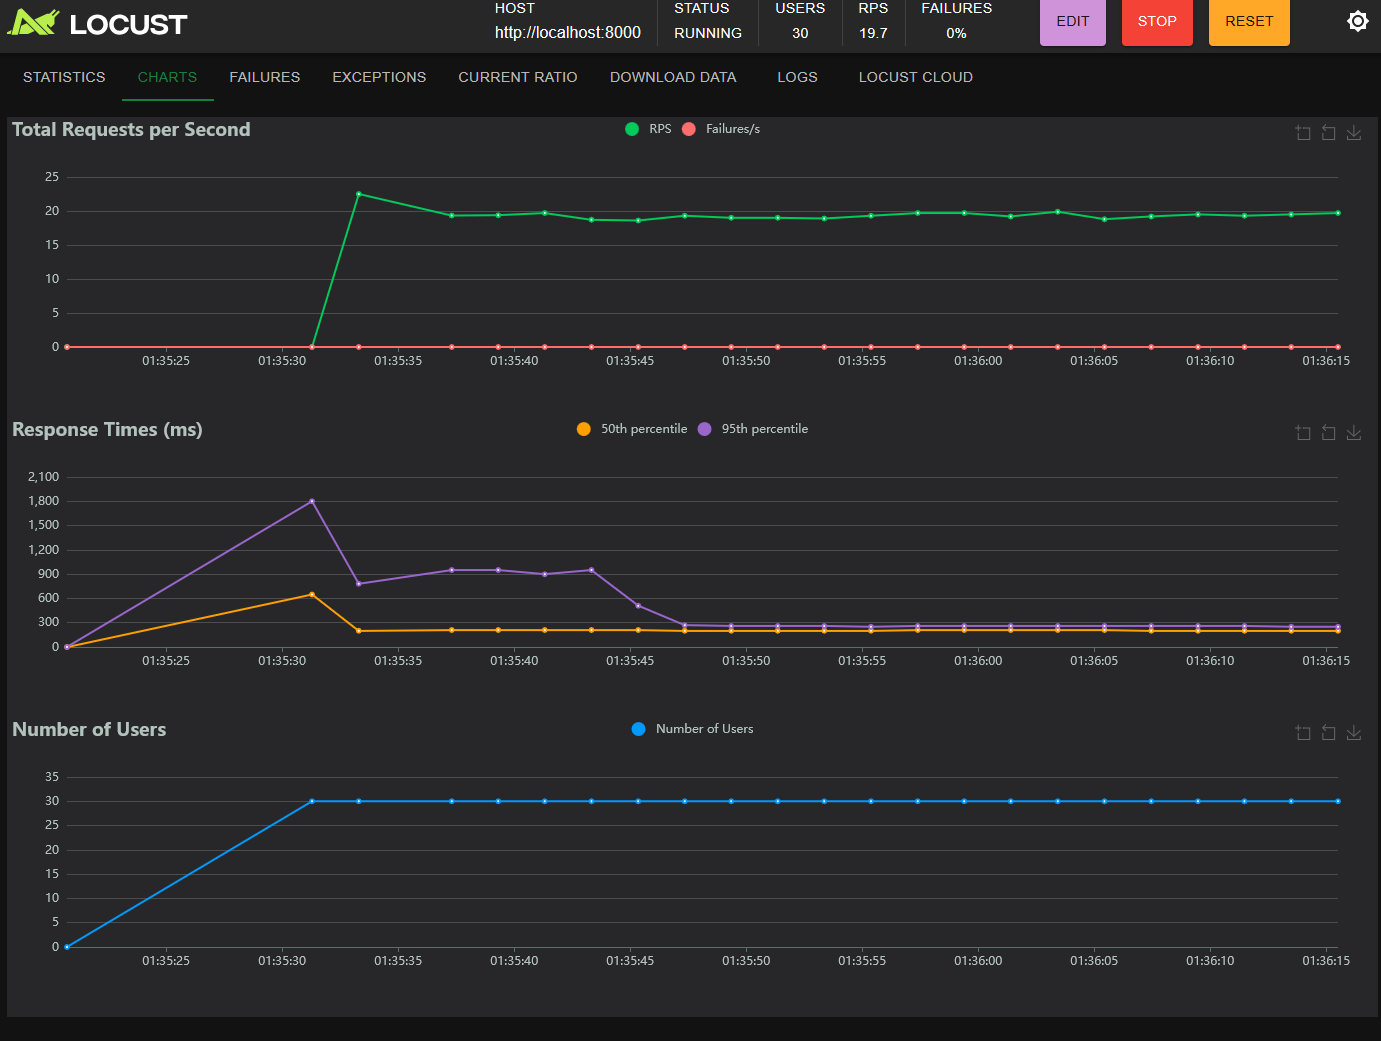 LOCUST
HOST
http://localhost:8000
STATUS
RUNNING
USERS
30
RPS
19.7
FAILURES
0%
EDIT
STOP
RESET
STATISTICS CHARTS FAILURES EXCEPTIONS CURRENT RATIO DOWNLOAD DATA LOGS LOCUST CLOUD
Total Requests per Second
RPS Failures/s
25
20
15
10
5
0
01:35:25 01:35:30 01:35:35 01:35:40 01:35:45 01:35:50 01:35:55 01:36:00 01:36:05 01:36:10 01:36:15
Response Times (ms)
50th percentile 95th percentile
2,100
1,800
1,500
1,200
900
600
300
0
01:35:25 01:35:30 01:35:35 01:35:40 01:35:45 01:35:50 01:35:55 01:36:00 01:36:05 01:36:10 01:36:15
Number of Users
Number of Users
35
30
25
20
15
10
5
0
01:35:25 01:35:30 01:35:35 01:35:40 01:35:45 01:35:50 01:35:55 01:36:00 01:36:05 01:36:10 01:36:15